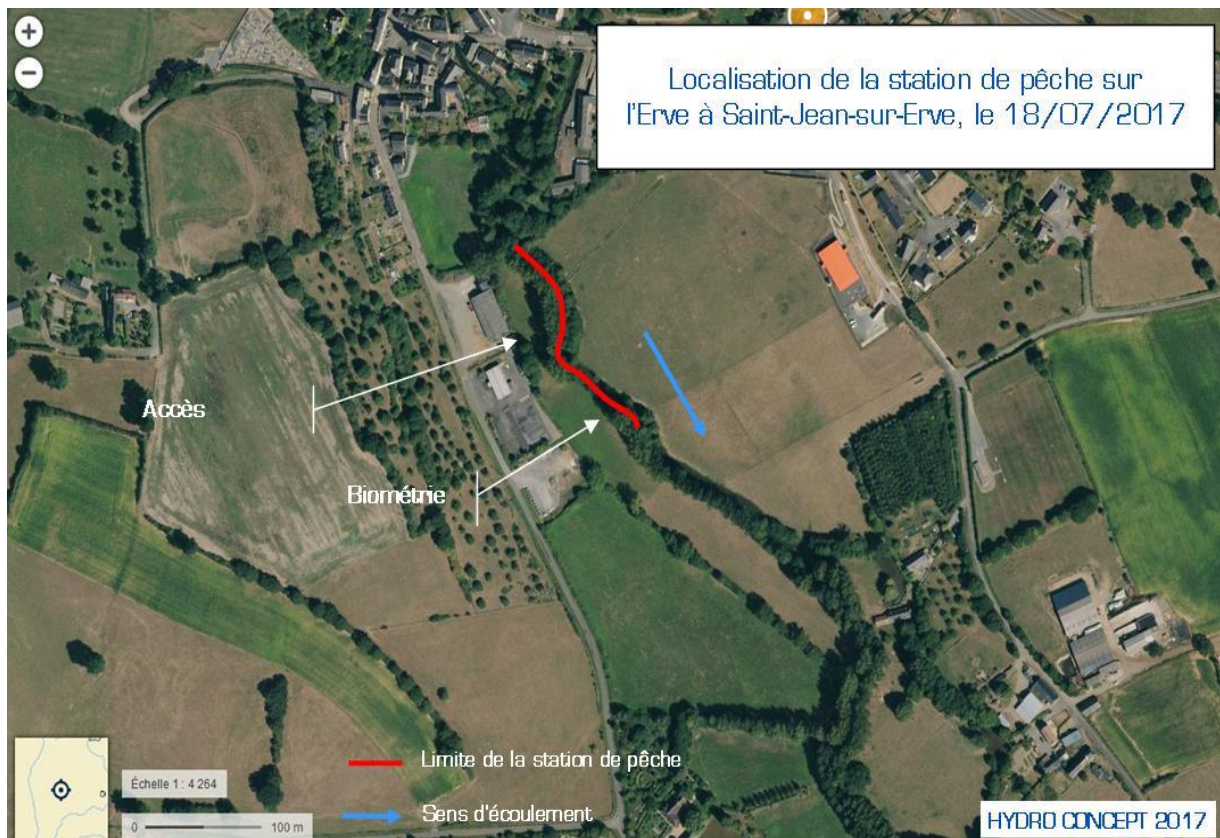 Localisation de la station de pêche sur
l'Erve à Saint-Jean-sur-Erve, le 18/07/2017
Accès
Biométrie
Limite de la station de pêche
Échelle 1 : 4 264
Sens d'écoulement
0 100 m
HYDRO CONCEPT 2017